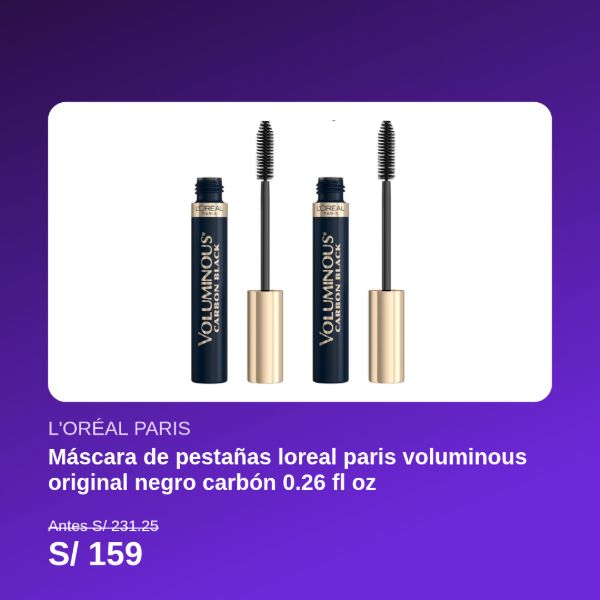 L'ORÉAL
PARIS
VOLUMINOUS®
CARBON BLACK
L'ORÉAL
PARIS
VOLUMINOUS®
CARBON BLACK
L'ORÉAL PARIS
Máscara de pestañas loreal paris voluminous
original negro carbón 0.26 fl oz
Antes S/ 231.25
S/ 159